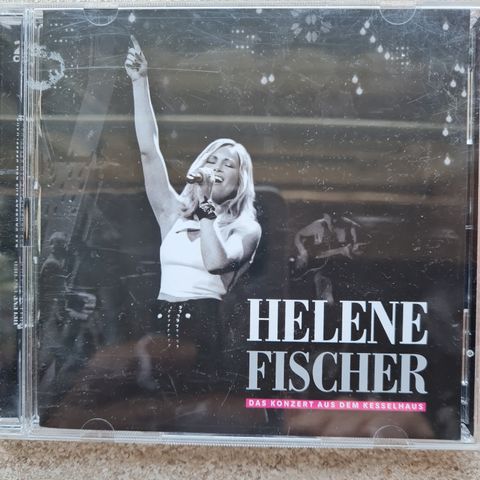 HELENE
FISCHER
DAS KONZERT AUS DEM KESSELHAUS